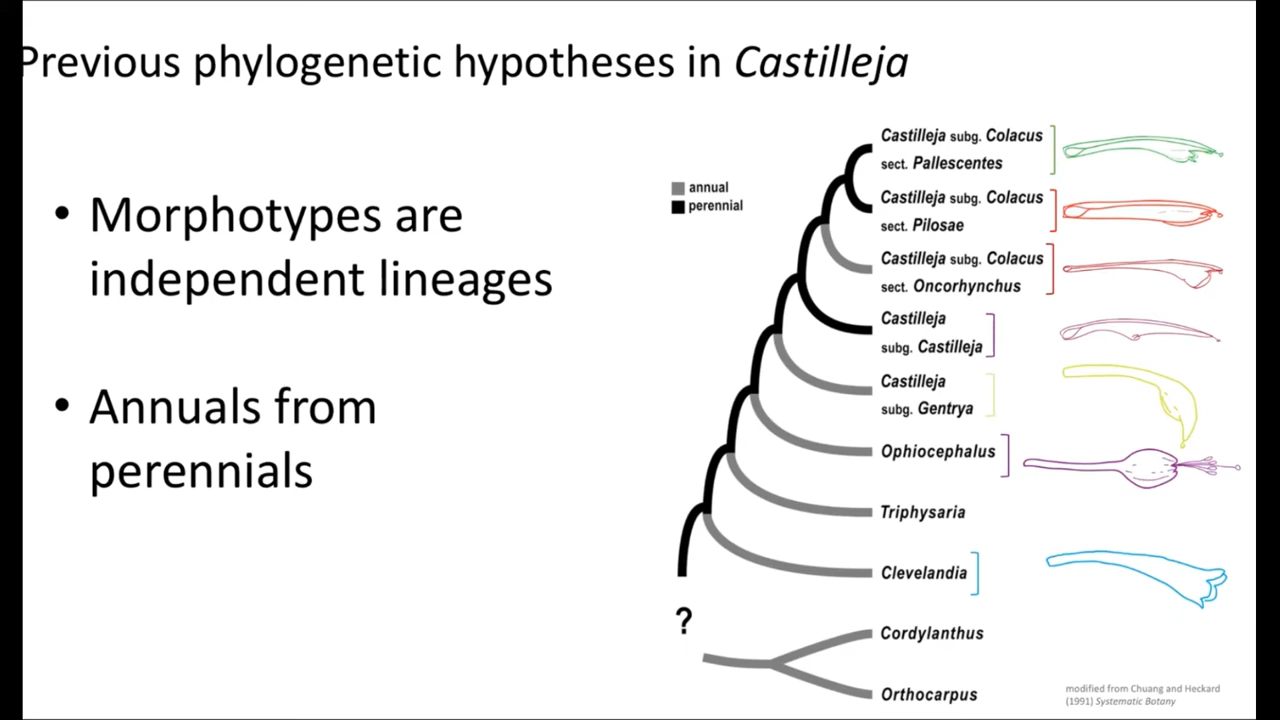 Previous phylogenetic hypotheses in Castilleja
• Morphotypes are
independent lineages
• Annuals from
perennials
annual
perennial
Castilleja subg. Colacus
sect. Pallescentes
Castilleja subg. Colacus
sect. Pilosae
Castilleja subg. Colacus
sect. Oncorhynchus
Castilleja
subg. Castilleja
Castilleja
subg. Gentrya
Ophiocephalus
Triphysaria
Clevelandia
?
Cordylanthus
Orthocarpus
modified from Chuang and Heckard
(1991) Systematic Botany